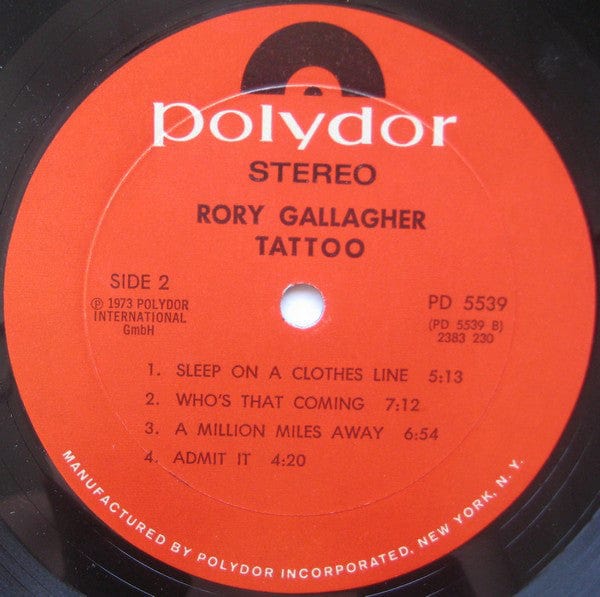 polydor
STEREO
RORY GALLAGHER
TATTOO
SIDE 2
℗ 1973 POLYDOR
INTERNATIONAL
GmbH
PD 5539
(PD 5539 B)
2383 230
1. SLEEP ON A CLOTHES LINE 5:13
2. WHO'S THAT COMING 7:12
3. A MILLION MILES AWAY 6:54
4. ADMIT IT 4:20
MANUFACTURED BY POLYDOR INCORPORATED, NEW YORK, N. Y.